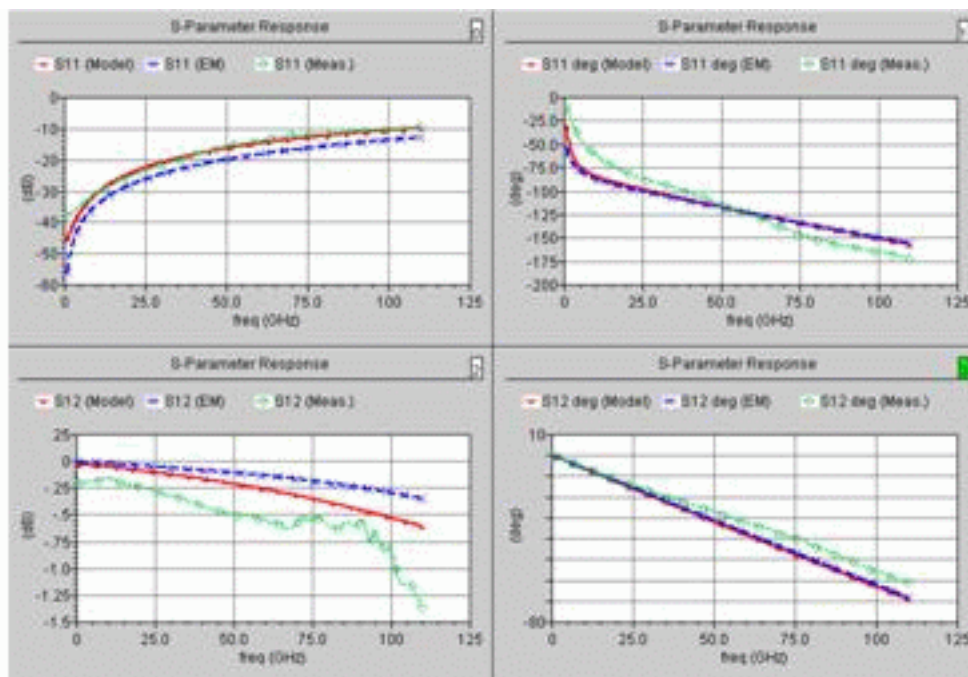 S-Parameter Response
S11 (Model) S11 (EM) S11 (Meas.)
0
-10
-20
-30
-40
-50
-60
(dB)
0 25.0 50.0 75.0 100 125
freq (GHz)
S-Parameter Response
S11 deg (Model) S11 deg (EM) S11 deg (Meas.)
0
-25.0
-50.0
-75.0
-100
-125
-150
-175
-200
(deg)
0 25.0 50.0 75.0 100 125
freq (GHz)
S-Parameter Response
S12 (Model) S12 (EM) S12 (Meas.)
.25
0
-.25
-.5
-.75
-1.0
-1.25
-1.5
(dB)
0 25.0 50.0 75.0 100 125
freq (GHz)
S-Parameter Response
S12 deg (Model) S12 deg (EM) S12 deg (Meas.)
10
-80
(deg)
0 25.0 50.0 75.0 100 125
freq (GHz)